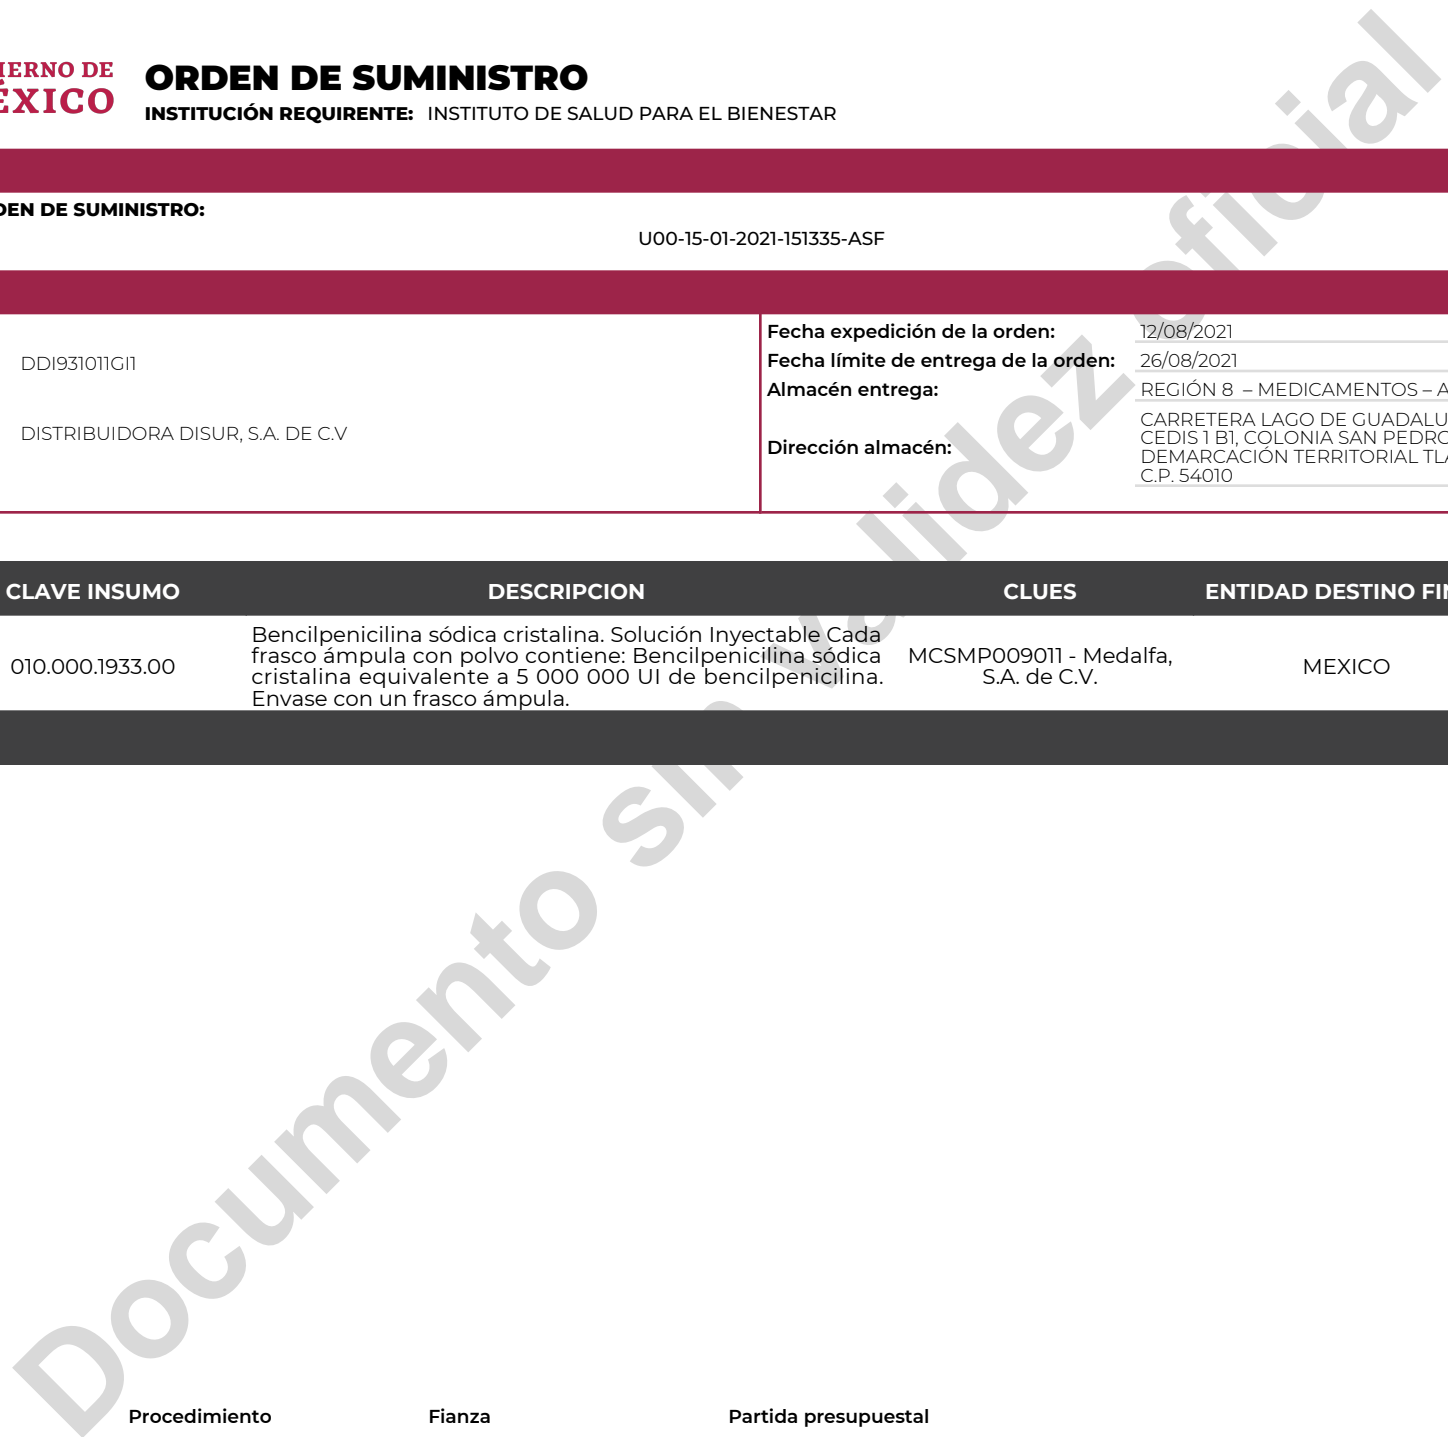 IERNO DE
ÉXICO
ORDEN DE SUMINISTRO
INSTITUCIÓN REQUIRENTE: INSTITUTO DE SALUD PARA EL BIENESTAR
DEN DE SUMINISTRO:
U00-15-01-2021-151335-ASF
DDI931011GI1
DISTRIBUIDORA DISUR, S.A. DE C.V
Fecha expedición de la orden: 12/08/2021
Fecha límite de entrega de la orden: 26/08/2021
Almacén entrega: REGIÓN 8 – MEDICAMENTOS – A
Dirección almacén:
CARRETERA LAGO DE GUADALU
CEDIS 1 B1, COLONIA SAN PEDRO
DEMARCACIÓN TERRITORIAL TLA
C.P. 54010
CLAVE INSUMO DESCRIPCION CLUES ENTIDAD DESTINO FIN
010.000.1933.00
Bencilpenicilina sódica cristalina. Solución Inyectable Cada
frasco ámpula con polvo contiene: Bencilpenicilina sódica
cristalina equivalente a 5 000 000 UI de bencilpenicilina.
Envase con un frasco ámpula.
MCSMP009011 - Medalfa,
S.A. de C.V.
MEXICO
Documento sin validez oficial
Procedimiento Fianza Partida presupuestal